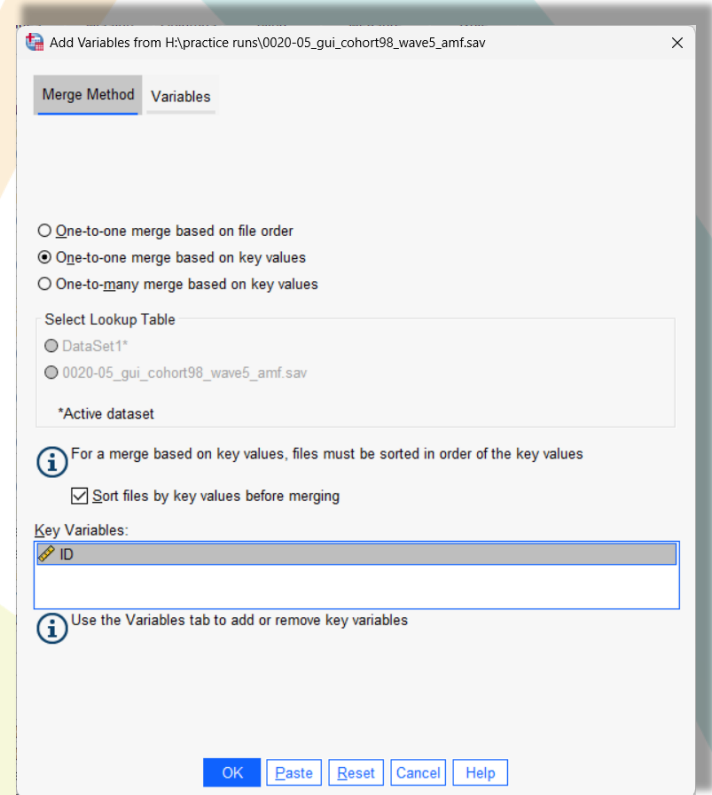 Add Variables from H:\practice runs\0020-05_gui_cohort98_wave5_amf.sav
Merge Method Variables
One-to-one merge based on file order
One-to-one merge based on key values
One-to-many merge based on key values
Select Lookup Table
DataSet1*
0020-05_gui_cohort98_wave5_amf.sav
*Active dataset
For a merge based on key values, files must be sorted in order of the key values
Sort files by key values before merging
Key Variables:
ID
Use the Variables tab to add or remove key variables
OK Paste Reset Cancel Help